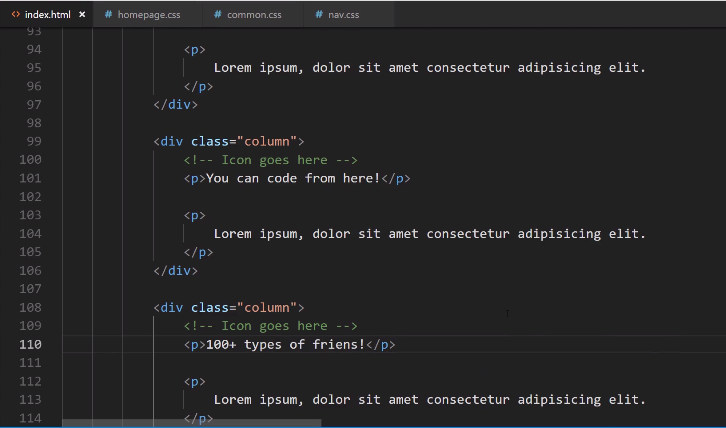 index.html homepage.css common.css nav.css
93
94 <p>
95 Lorem ipsum, dolor sit amet consectetur adipisicing elit.
96 </p>
97 </div>
98
99 <div class="column">
100 <!-- Icon goes here -->
101 <p>You can code from here!</p>
102
103 <p>
104 Lorem ipsum, dolor sit amet consectetur adipisicing elit.
105 </p>
106 </div>
107
108 <div class="column">
109 <!-- Icon goes here -->
110 <p>100+ types of friens!</p>
111
112 <p>
113 Lorem ipsum, dolor sit amet consectetur adipisicing elit.
114 </p>